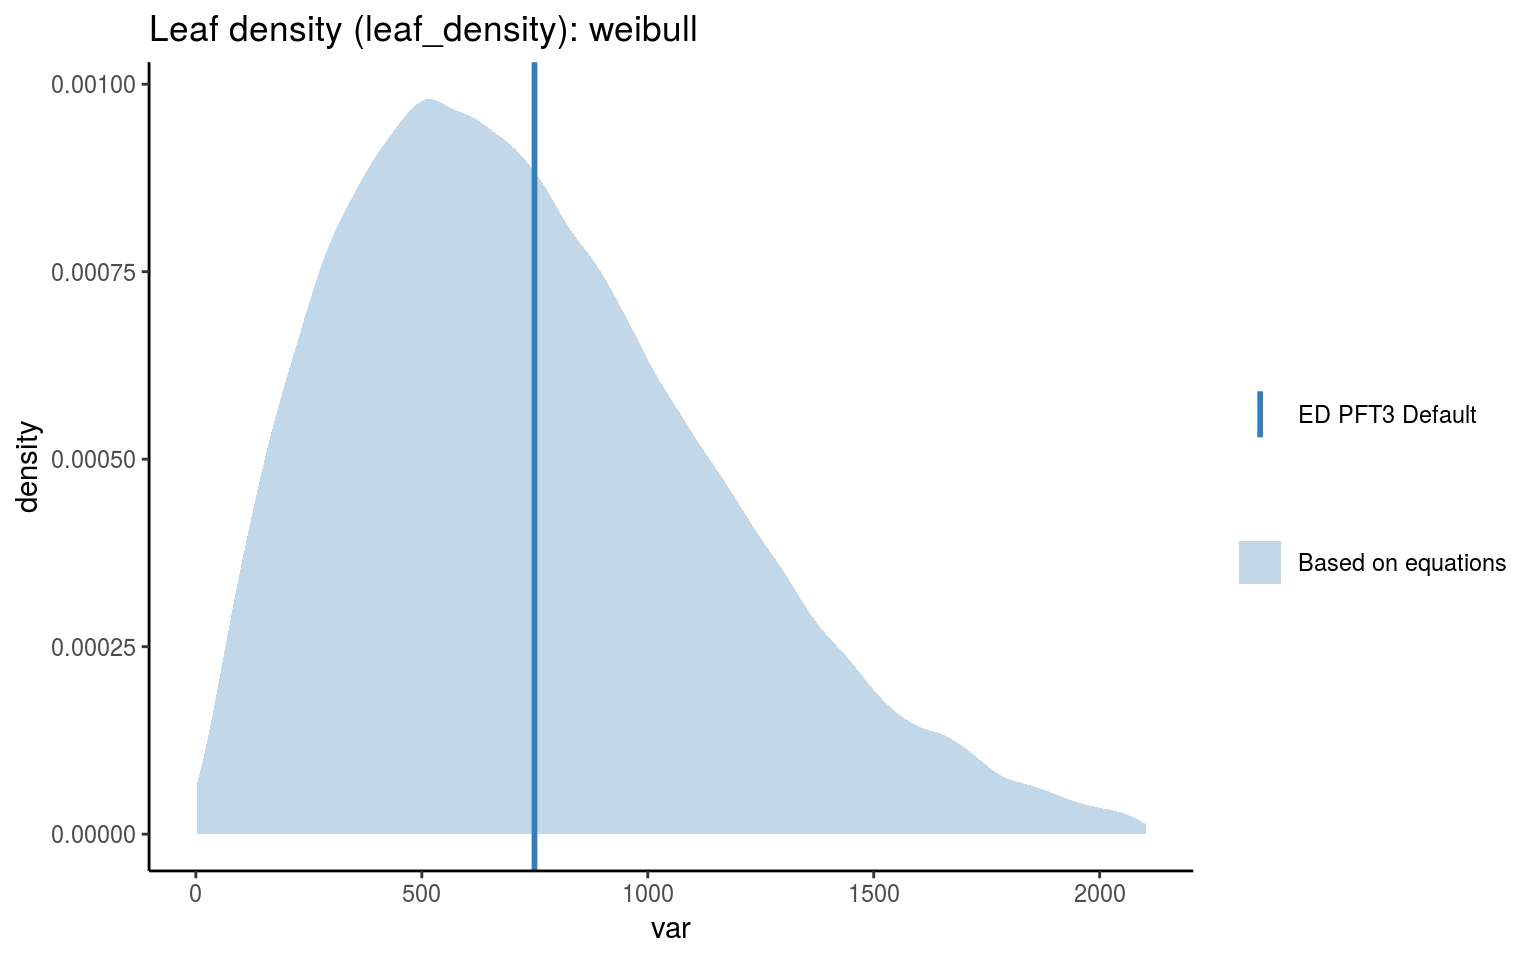 Leaf density (leaf_density): weibull
0.00100
0.00075
0.00050
0.00025
0.00000
density
0 500 1000 1500 2000
var
ED PFT3 Default
Based on equations